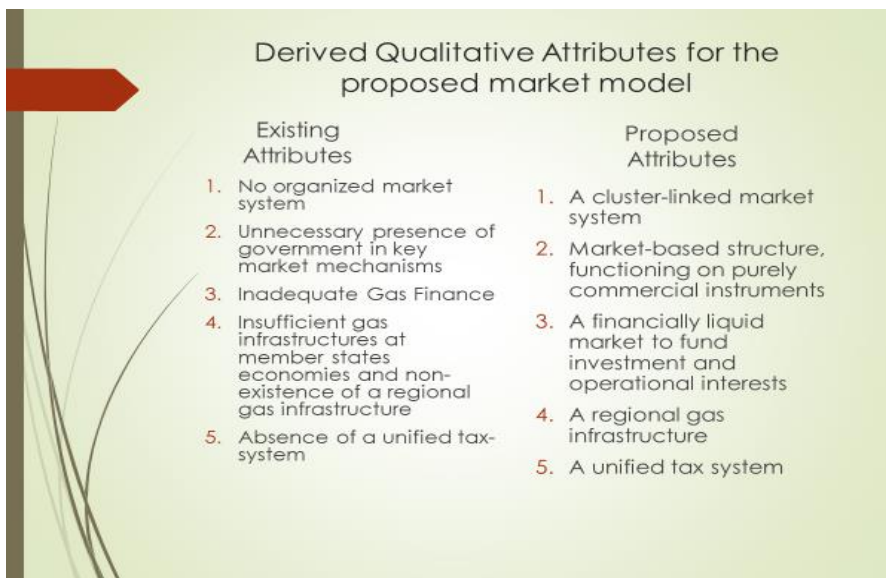 Derived Qualitative Attributes for the
proposed market model
Existing
Attributes
1. No organized market
system
2. Unnecessary presence of
government in key
market mechanisms
3. Inadequate Gas Finance
4. Insufficient gas
infrastructures at
member states
economies and non-
existence of a regional
gas infrastructure
5. Absence of a unified tax-
system
Proposed
Attributes
1. A cluster-linked market
system
2. Market-based structure,
functioning on purely
commercial instruments
3. A financially liquid
market to fund
investment and
operational interests
4. A regional gas
infrastructure
5. A unified tax system